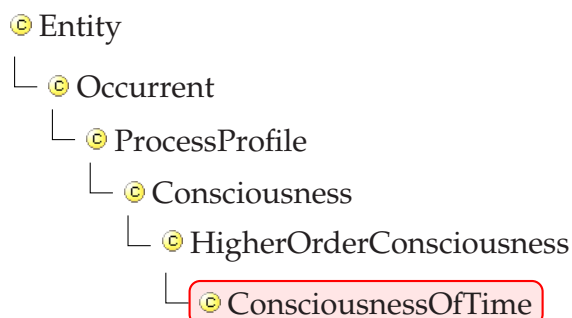 © Entity
© Occurrent
© ProcessProfile
© Consciousness
© HigherOrderConsciousness
© ConsciousnessOfTime